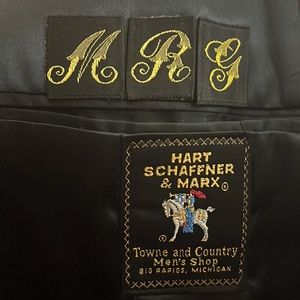 M R G
HART
SCHAFFNER
& MARX®
®
Towne and Country
Men's Shop
BIG RAPIDS, MICHIGAN